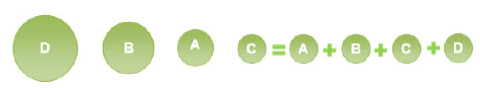 D B A C = A + B + C + D